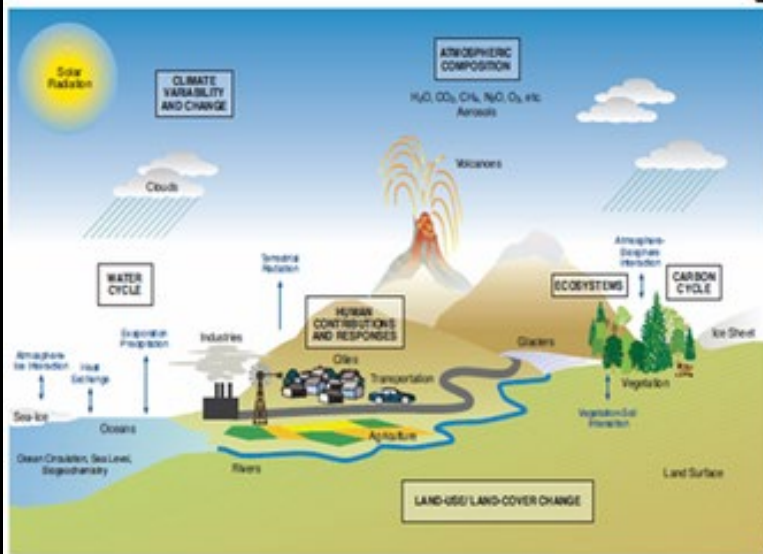 Solar
Radiation
CLIMATE
VARIABILITY
AND CHANGE
ATMOSPHERIC
COMPOSITION
H₂O, CO₂, CH₄, N₂O, O₃, etc.
Aerosols
Volcanoes
Clouds
Terrestrial
Radiation
Atmosphere-
Biosphere
Interaction
WATER
CYCLE
ECOSYSTEMS
CARBON
CYCLE
HUMAN
CONTRIBUTIONS
AND RESPONSES
Evaporation
Precipitation
Industries
Glaciers
Ice Sheet
Atmosphere-
Ice Interaction
Heat
Exchange
Cities
Transportation
Vegetation
Sea-Ice
Oceans
Agriculture
Vegetation-Soil
Interaction
Ocean Circulation, Sea Level,
Biogeochemistry
Rivers
Land Surface
LAND-USE/ LAND-COVER CHANGE